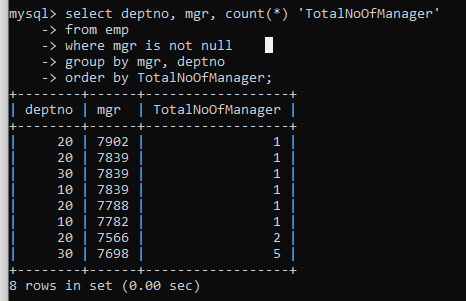 mysql> select deptno, mgr, count(*) 'TotalNoOfManager'
    -> from emp
    -> where mgr is not null
    -> group by mgr, deptno
    -> order by TotalNoOfManager;
+--------+------+------------------+
| deptno | mgr  | TotalNoOfManager |
+--------+------+------------------+
|     20 | 7902 |                1 |
|     20 | 7839 |                1 |
|     30 | 7839 |                1 |
|     10 | 7839 |                1 |
|     20 | 7788 |                1 |
|     10 | 7782 |                1 |
|     20 | 7566 |                2 |
|     30 | 7698 |                5 |
+--------+------+------------------+
8 rows in set (0.00 sec)